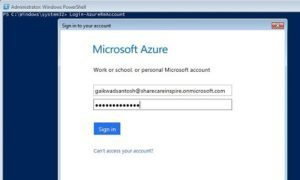 Administrator: Windows PowerShell
PS C:\Windows\system32> Login-AzureRmAccount
Sign in to your account
Microsoft Azure
Work or school, or personal Microsoft account
gaikwadsantosh@sharecareinspire.onmicrosoft.com
•••••••••••••
Sign in
Can't access your account?